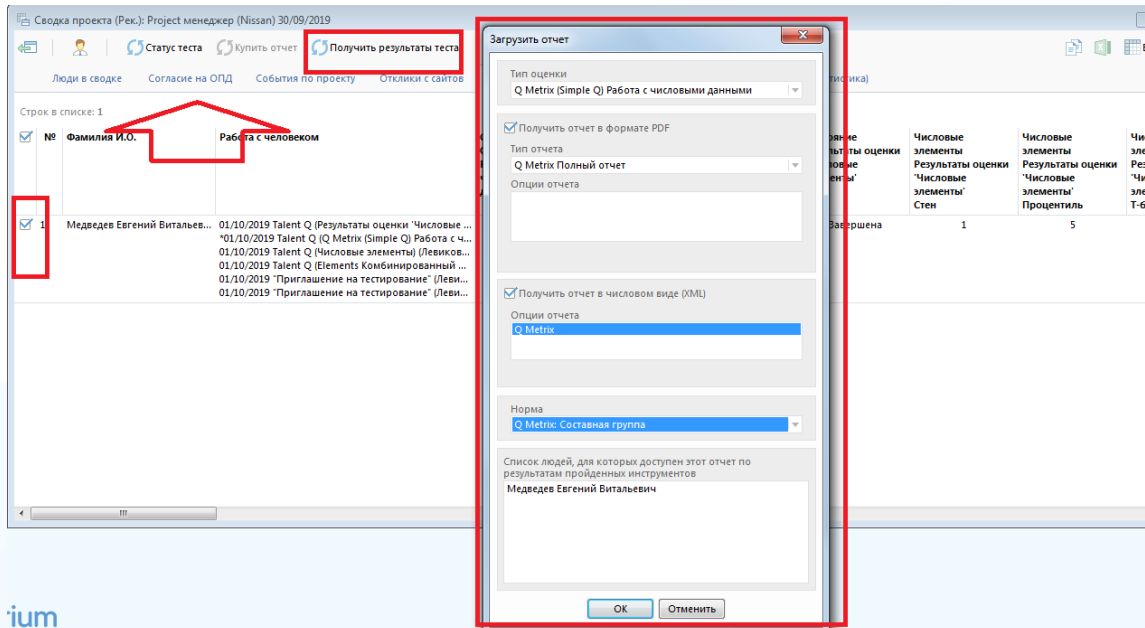 Сводка проекта (Рек.): Project менеджер (Nissan) 30/09/2019
Статус теста
Купить отчет
Получить результаты теста
Люди в сводке
Согласие на ОПД
События по проекту
Отклики с сайтов
Строк в списке: 1
№
Фамилия И.О.
Работа с человеком
Числовые
элементы
Результаты оценки
'Числовые
элементы'
Стен
Числовые
элементы
Результаты оценки
'Числовые
элементы'
Процентиль
1
Медведев Евгений Витальев...
01/10/2019 Talent Q (Результаты оценки 'Числовые ...
*01/10/2019 Talent Q (Q Metrix (Simple Q) Работа с ч...
01/10/2019 Talent Q (Числовые элементы) (Левиков...
01/10/2019 Talent Q (Elements Комбинированный ...
01/10/2019 "Приглашение на тестирование" (Леви...
01/10/2019 "Приглашение на тестирование" (Леви...
Завершена
1
5
Загрузить отчет
Тип оценки
Q Metrix (Simple Q) Работа с числовыми данными
Получить отчет в формате PDF
Тип отчета
Q Metrix Полный отчет
Опции отчета
Получить отчет в числовом виде (XML)
Опции отчета
Q Metrix
Норма
Q Metrix: Составная группа
Список людей, для которых доступен этот отчет по
результатам пройденных инструментов
Медведев Евгений Витальевич
ОК
Отменить
rium